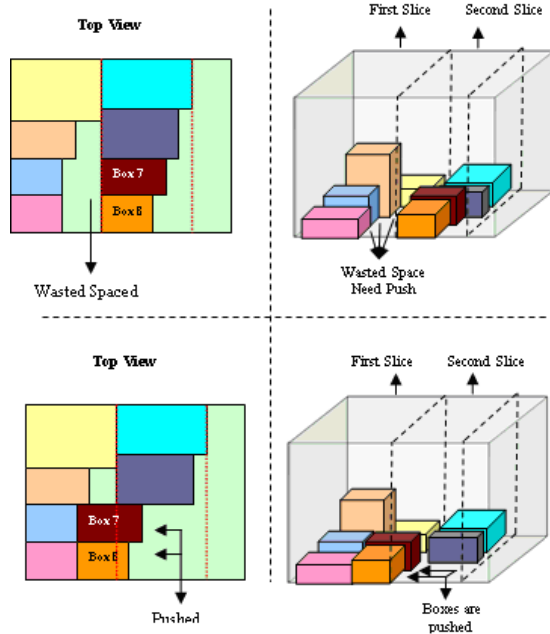 Top View
First Slice
Second Slice
Box 7
Box 8
Wasted Spaced
Wasted Space
Need Push
Top View
First Slice
Second Slice
Box 7
Box 8
Pushed
Boxes are
pushed